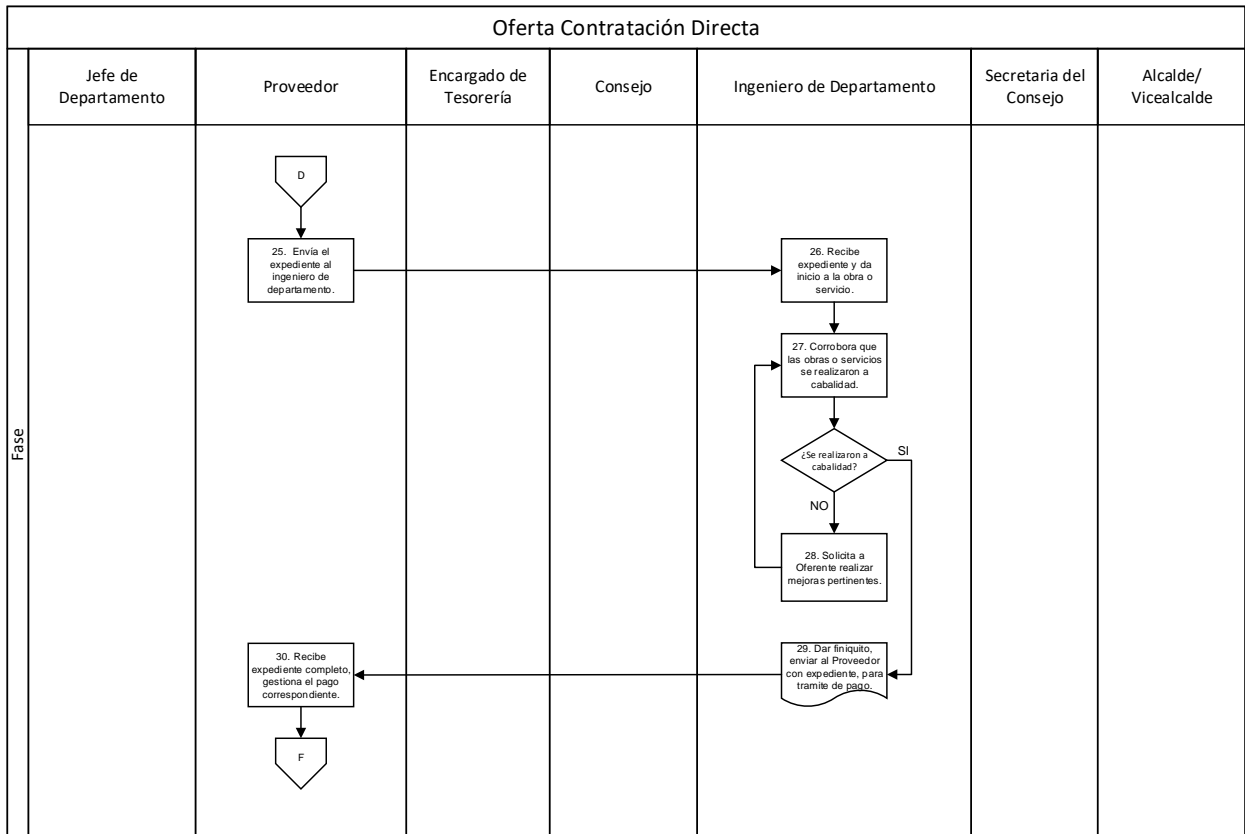 Oferta Contratación Directa
Fase
Jefe de
Departamento
Proveedor
Encargado de
Tesorería
Consejo
Ingeniero de Departamento
Secretaria del
Consejo
Alcalde/
Vicealcalde
D
25. Envía el
expediente al
ingeniero de
departamento.
26. Recibe
expediente y da
inicio a la obra o
servicio.
27. Corrobora que
las obras o servicios
se realizaron a
cabalidad.
¿Se realizaron a
cabalidad?
SI
NO
28. Solicita a
Oferente realizar
mejoras pertinentes.
29. Dar finiquito,
enviar al Proveedor
con expediente, para
tramite de pago.
30. Recibe
expediente completo,
gestiona el pago
correspondiente.
F